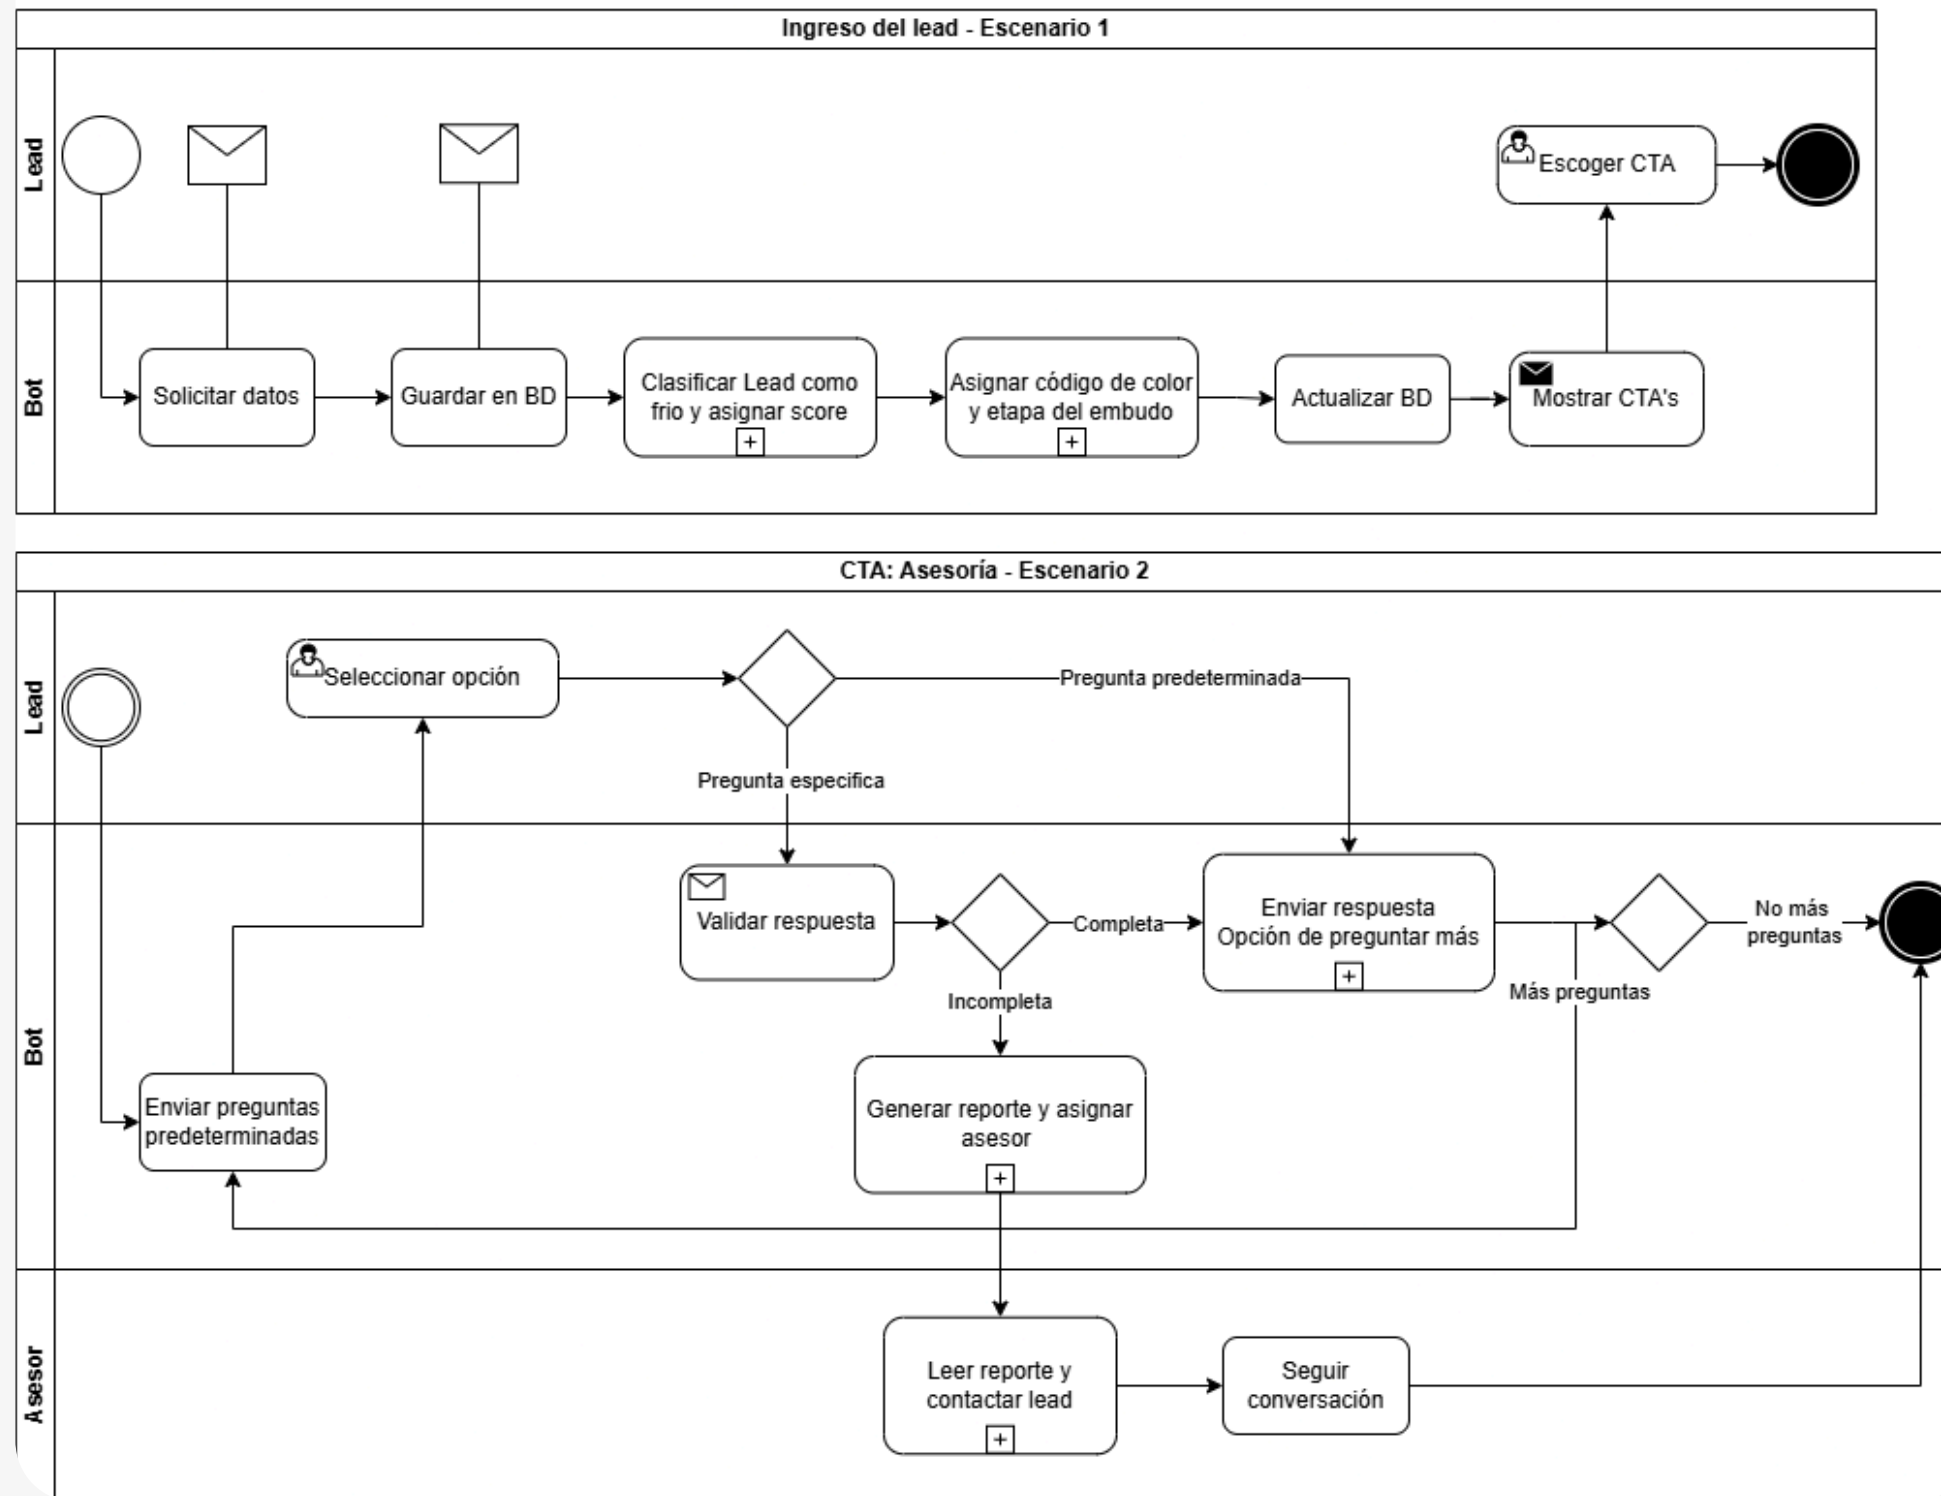 Ingreso del lead - Escenario 1
Lead
Escoger CTA
Bot
Solicitar datos
Guardar en BD
Clasificar Lead como
frio y asignar score
+
Asignar código de color
y etapa del embudo
+
Actualizar BD
Mostrar CTA's
CTA: Asesoría - Escenario 2
Lead
Seleccionar opción
Pregunta predeterminada
Pregunta especifica
Bot
Validar respuesta
Completa
Enviar respuesta
Opción de preguntar más
+
No más
preguntas
Más preguntas
Incompleta
Enviar preguntas
predeterminadas
Generar reporte y asignar
asesor
+
Asesor
Leer reporte y
contactar lead
+
Seguir
conversación